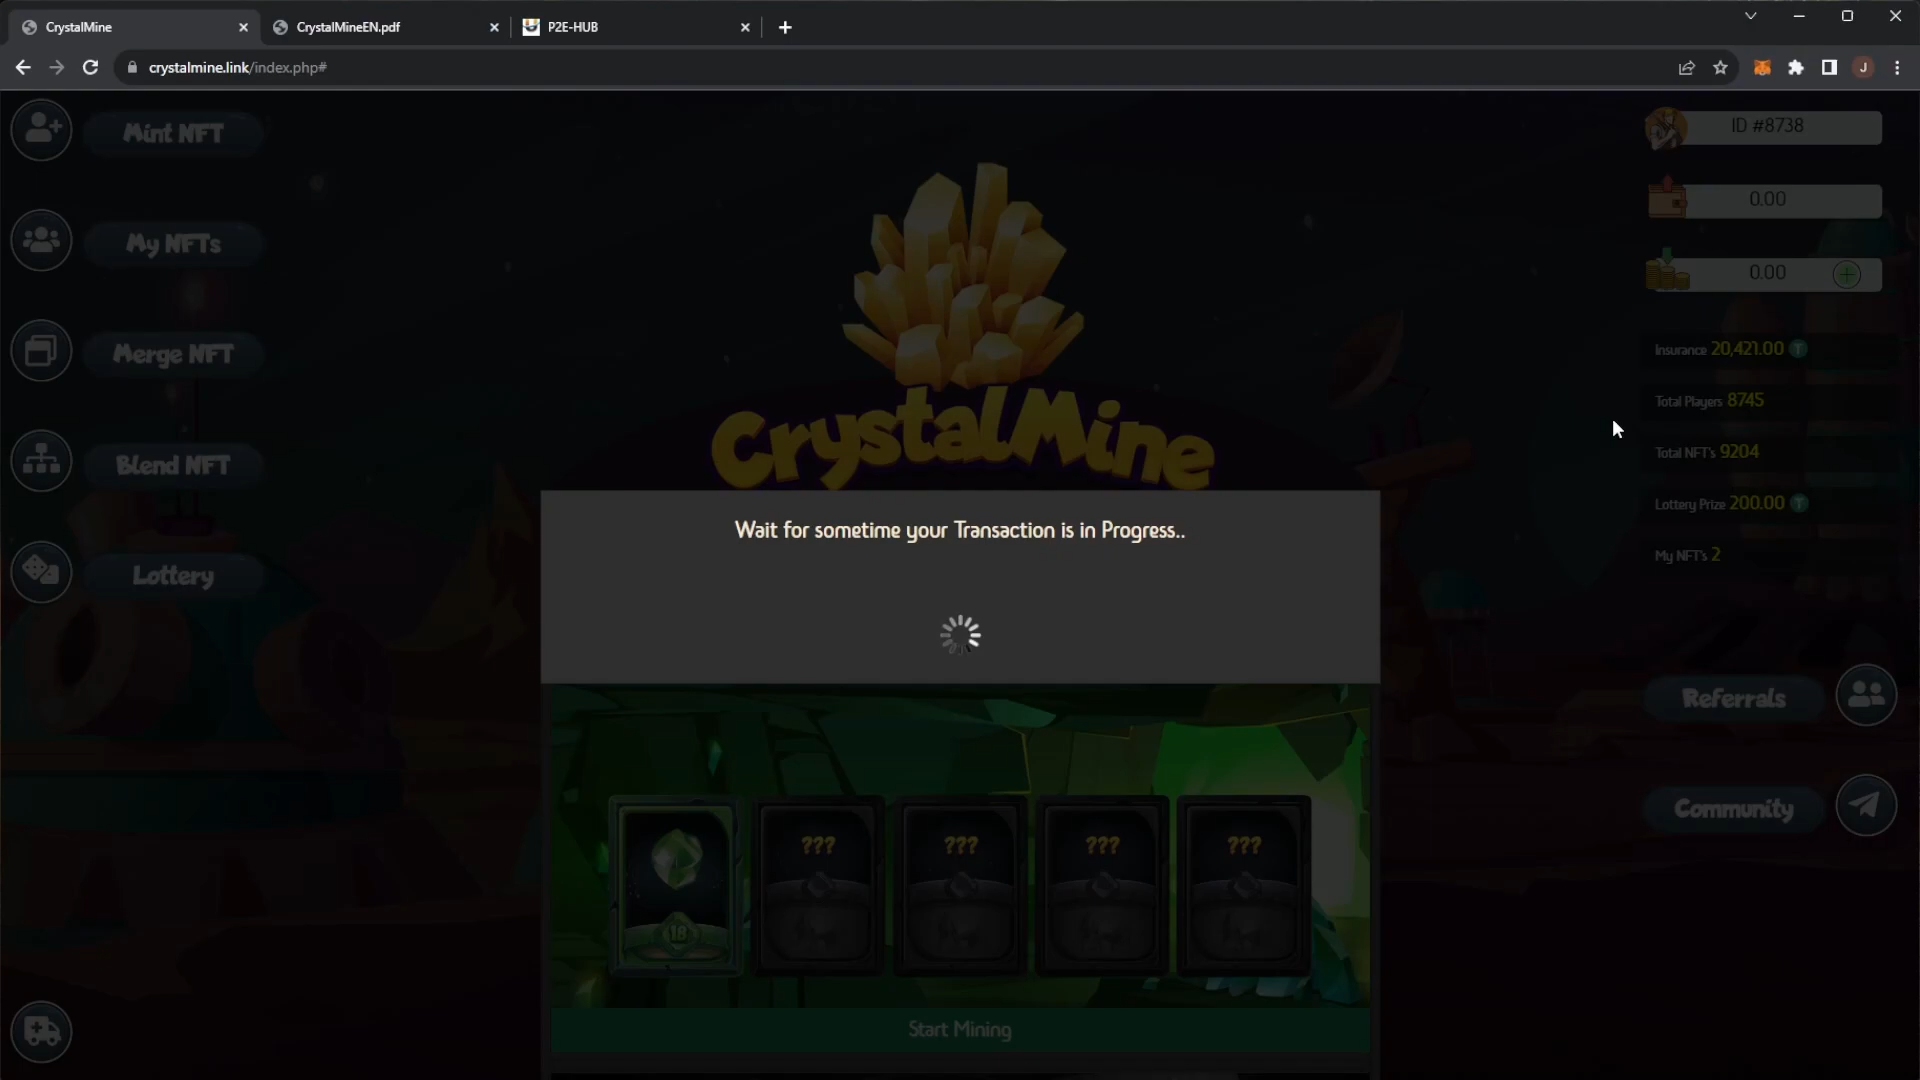 CrystalMine
CrystalMineEN.pdf
P2E-HUB
crystalmine.link/index.php#
J
Mint NFT
My NFTs
Merge NFT
Blend NFT
Lottery
ID #8738
0.00
0.00
Insurance 20,421.00 T
Total Players 8745
Total NFT's 9204
Lottery Prize 200.00 T
My NFT's 2
CrystalMine
Wait for sometime your Transaction is in Progress..
Referrals
Community
??? ??? ??? ???
18
Start Mining